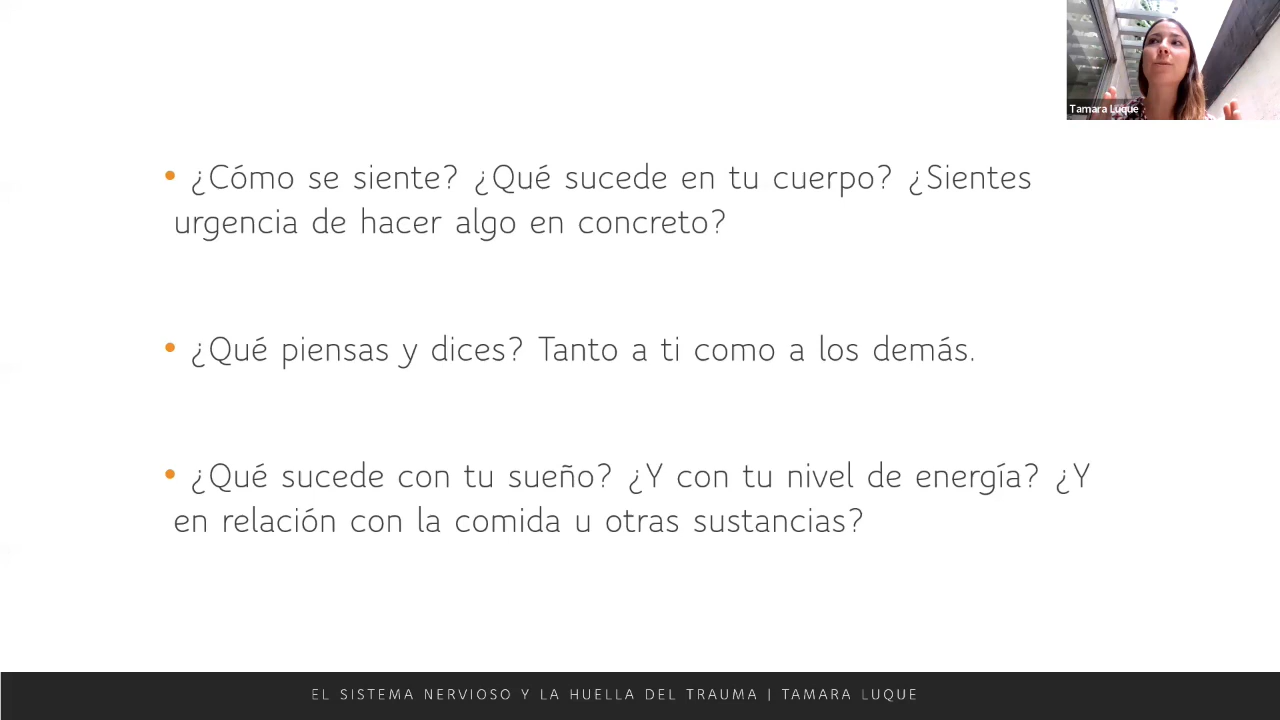 Tamara Luque
• ¿Cómo se siente? ¿Qué sucede en tu cuerpo? ¿Sientes
urgencia de hacer algo en concreto?
• ¿Qué piensas y dices? Tanto a ti como a los demás.
• ¿Qué sucede con tu sueño? ¿Y con tu nivel de energía? ¿Y
en relación con la comida u otras sustancias?
EL SISTEMA NERVIOSO Y LA HUELLA DEL TRAUMA | TAMARA LUQUE